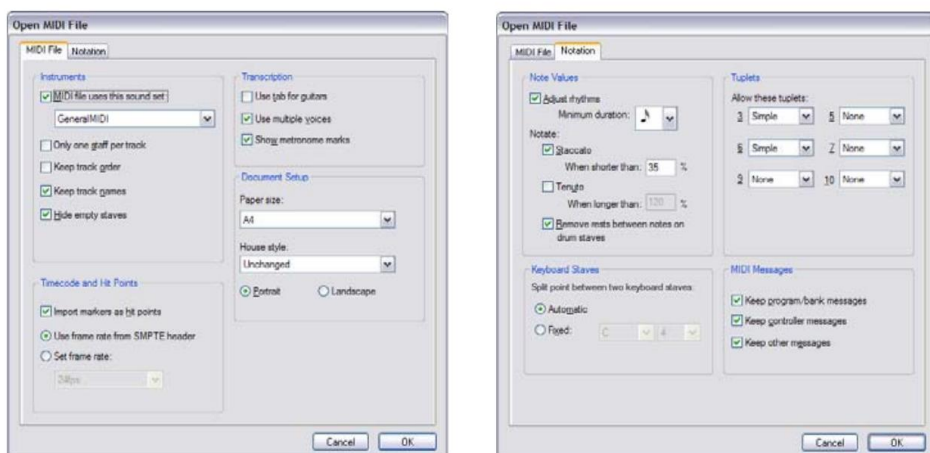 Open MIDI File
MIDI File Notation
Instruments
MIDI file uses this sound set:
GeneralMIDI
Only one staff per track
Keep track order
Keep track names
Hide empty staves
Timecode and Hit Points
Import markers as hit points
Use frame rate from SMPTE header
Set frame rate:
24fps
Transcription
Use tab for guitars
Use multiple voices
Show metronome marks
Document Setup
Paper size:
A4
House style:
Unchanged
Portrait Landscape
Cancel OK
Open MIDI File
MIDI File Notation
Note Values
Adjust rhythms
Minimum duration:
Notate:
Staccato
When shorter than: 35 %
Tenuto
When longer than: 120 %
Remove rests between notes on
drum staves
Keyboard Staves
Split point between two keyboard staves:
Automatic
Fixed: C 4
Tuplets
Allow these tuplets:
3 Simple 5 None
6 Simple 7 None
9 None 10 None
MIDI Messages
Keep program/bank messages
Keep controller messages
Keep other messages
Cancel OK